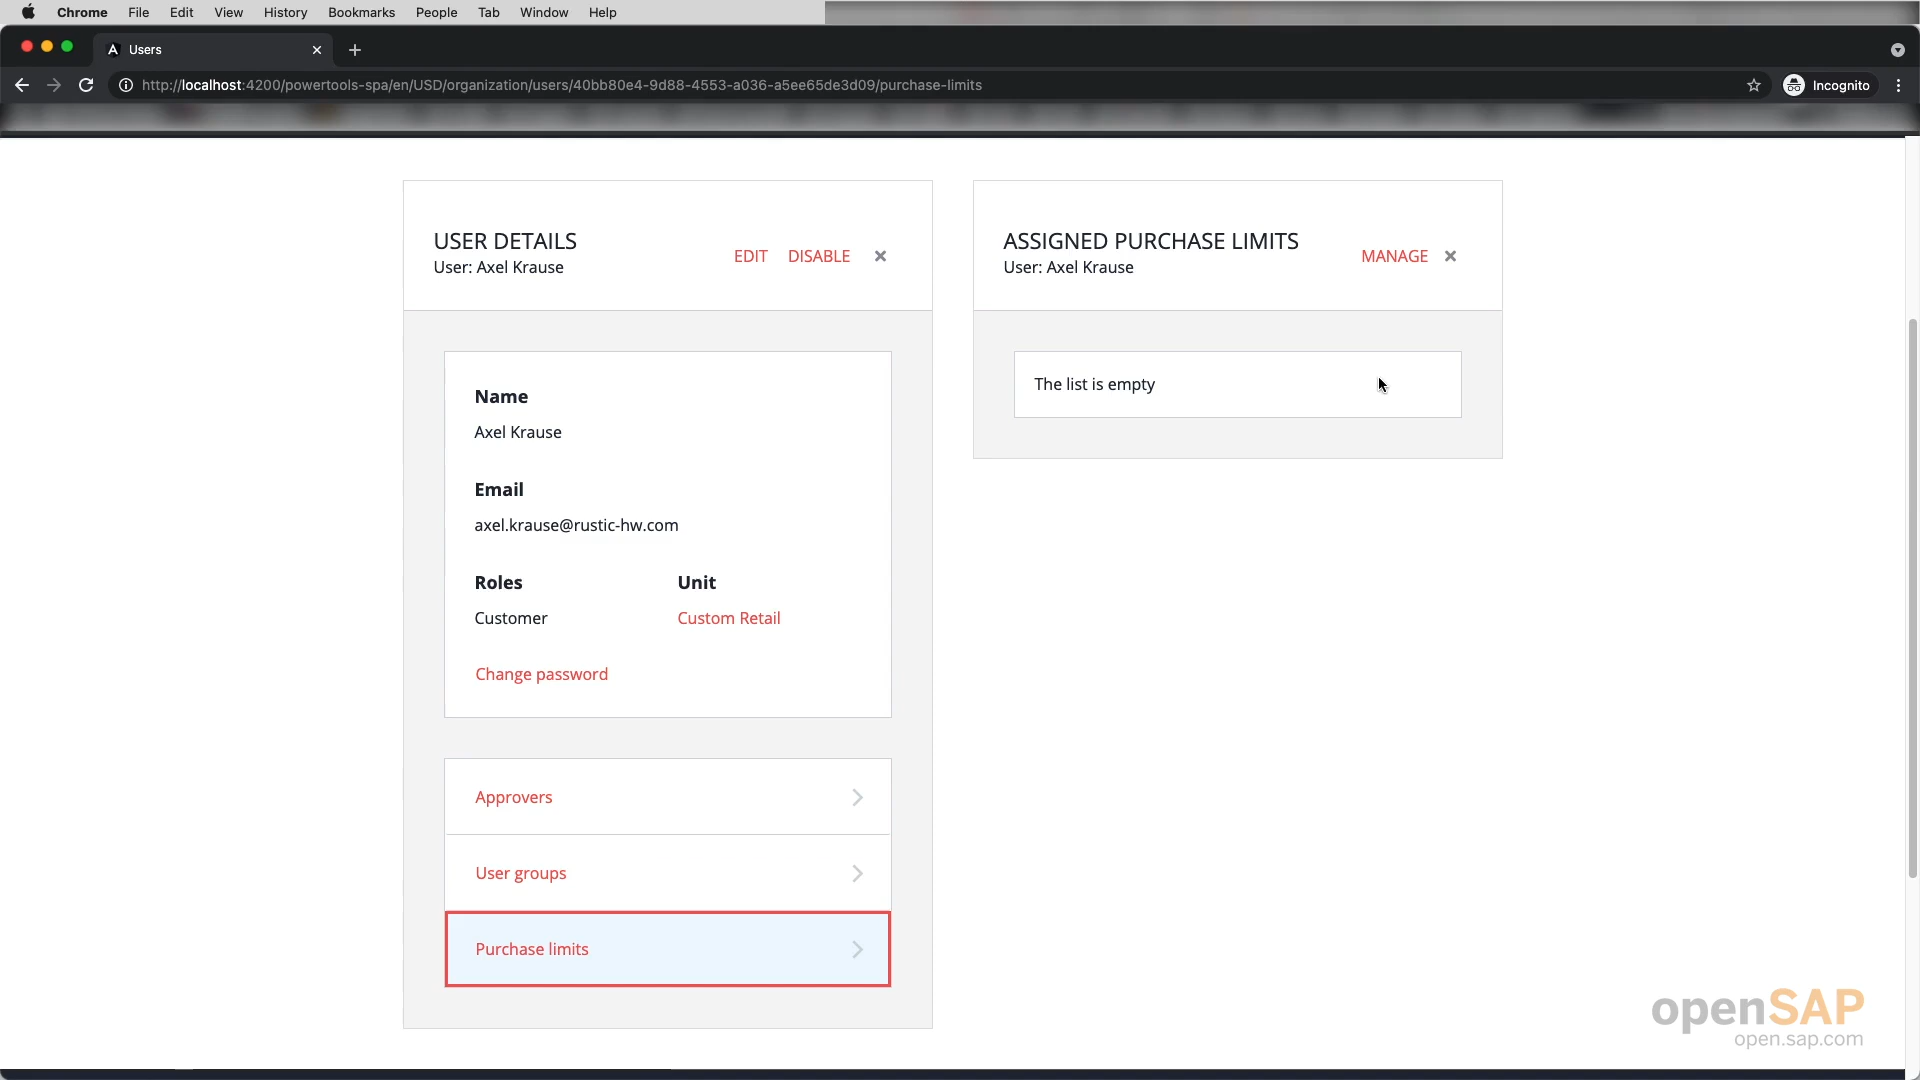 Chrome File Edit View History Bookmarks People Tab Window Help
Users
http://localhost:4200/powertools-spa/en/USD/organization/users/40bb80e4-9d88-4553-a036-a5ee65de3d09/purchase-limits
Incognito
USER DETAILS
User: Axel Krause
EDIT DISABLE
Name
Axel Krause
Email
axel.krause@rustic-hw.com
Roles Unit
Customer Custom Retail
Change password
Approvers
User groups
Purchase limits
ASSIGNED PURCHASE LIMITS
User: Axel Krause
MANAGE
The list is empty
openSAP
open.sap.com